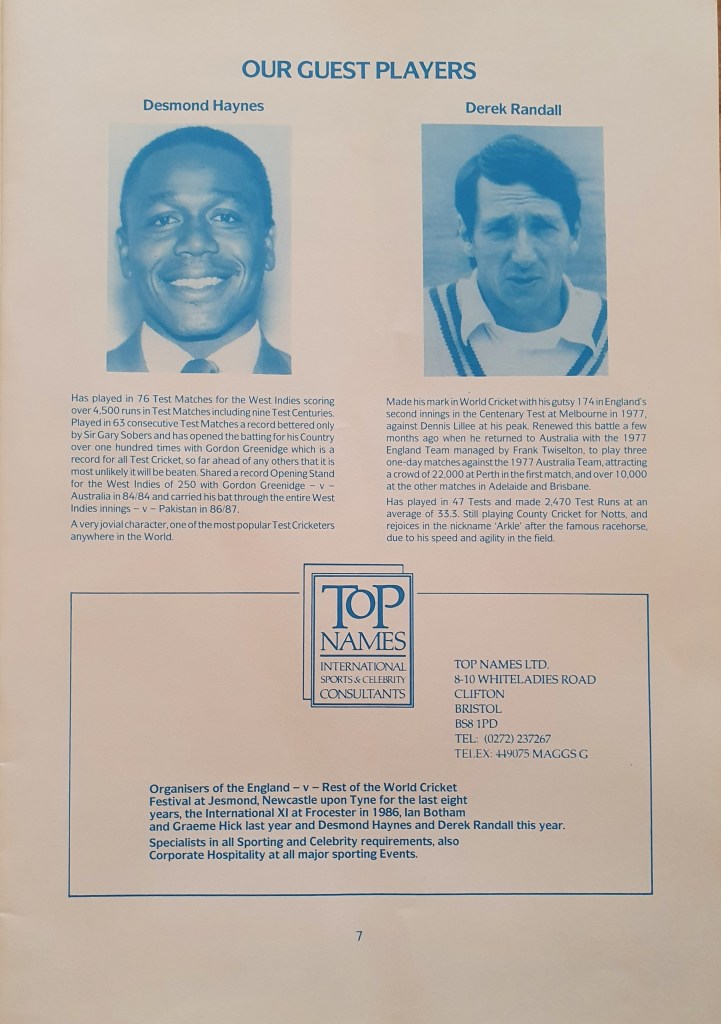 OUR GUEST PLAYERS
Desmond Haynes
Has played in 76 Test Matches for the West Indies scoring
over 4,500 runs in Test Matches including nine Test Centuries.
Played in 63 consecutive Test Matches a record bettered only
by Sir Gary Sobers and has opened the batting for his Country
over one hundred times with Gordon Greenidge which is a
record for all Test Cricket, so far ahead of any others that it is
most unlikely it will be beaten. Shared a record Opening Stand
for the West Indies of 250 with Gordon Greenidge – v –
Australia in 84/84 and carried his bat through the entire West
Indies innings – v – Pakistan in 86/87.
A very jovial character, one of the most popular Test Cricketers
anywhere in the World.
Derek Randall
Made his mark in World Cricket with his gutsy 174 in England's
second innings in the Centenary Test at Melbourne in 1977,
against Dennis Lillee at his peak. Renewed this battle a few
months ago when he returned to Australia with the 1977
England Team managed by Frank Twiselton, to play three
one-day matches against the 1977 Australia Team, attracting
a crowd of 22,000 at Perth in the first match, and over 10,000
at the other matches in Adelaide and Brisbane.
Has played in 47 Tests and made 2,470 Test Runs at an
average of 33.3. Still playing County Cricket for Notts, and
rejoices in the nickname 'Arkle' after the famous racehorse,
due to his speed and agility in the field.
TOP
NAMES
INTERNATIONAL
SPORTS & CELEBRITY
CONSULTANTS
TOP NAMES LTD.
8-10 WHITELADIES ROAD
CLIFTON
BRISTOL
BS8 1PD
TEL: (0272) 237267
TELEX: 449075 MAGGS G
Organisers of the England – v – Rest of the World Cricket
Festival at Jesmond, Newcastle upon Tyne for the last eight
years, the International XI at Frocester in 1986, Ian Botham
and Graeme Hick last year and Desmond Haynes and Derek Randall this year.
Specialists in all Sporting and Celebrity requirements, also
Corporate Hospitality at all major sporting Events.
7